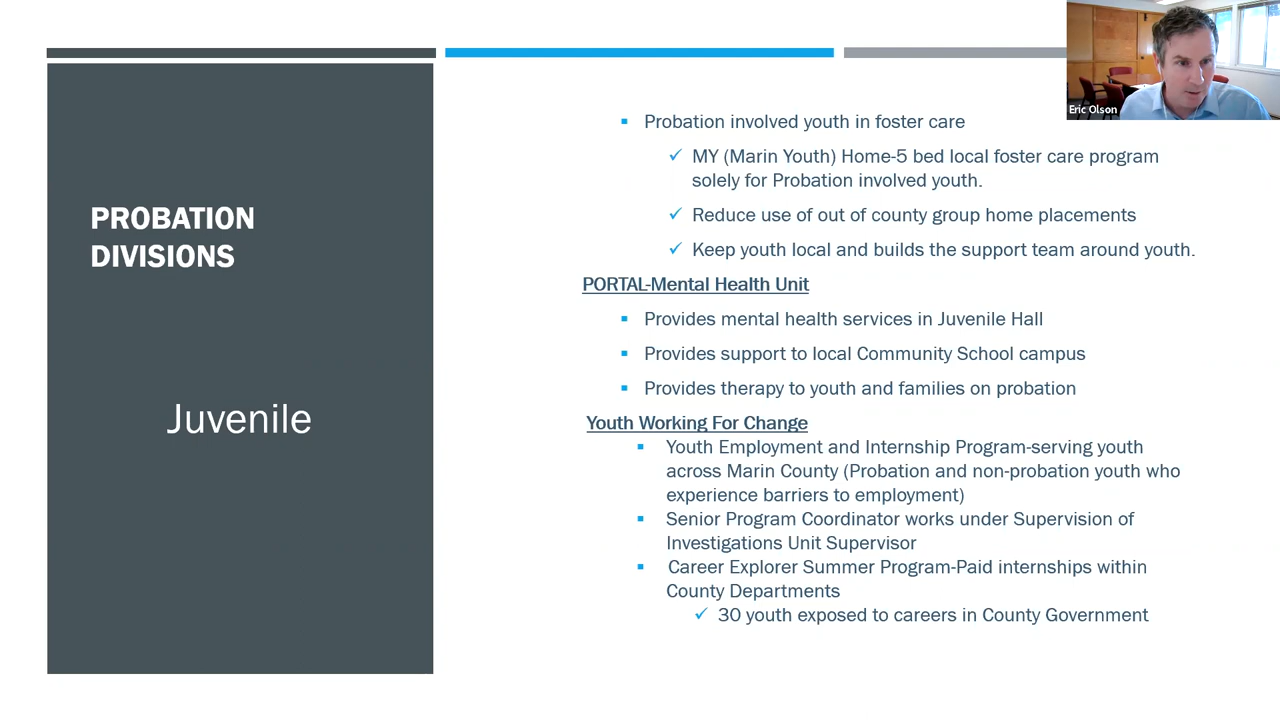 Eric Olson
PROBATION
DIVISIONS
Juvenile
Probation involved youth in foster care
MY (Marin Youth) Home-5 bed local foster care program
solely for Probation involved youth.
Reduce use of out of county group home placements
Keep youth local and builds the support team around youth.
PORTAL-Mental Health Unit
Provides mental health services in Juvenile Hall
Provides support to local Community School campus
Provides therapy to youth and families on probation
Youth Working For Change
Youth Employment and Internship Program-serving youth
across Marin County (Probation and non-probation youth who
experience barriers to employment)
Senior Program Coordinator works under Supervision of
Investigations Unit Supervisor
Career Explorer Summer Program-Paid internships within
County Departments
30 youth exposed to careers in County Government